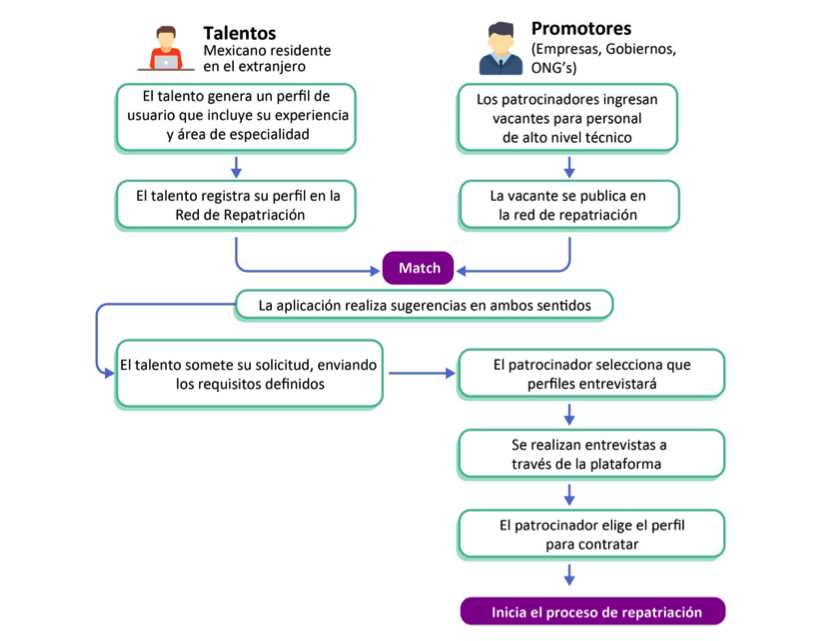 Talentos
Mexicano residente
en el extranjero
Promotores
(Empresas, Gobiernos,
ONG's)
El talento genera un perfil de
usuario que incluye su experiencia
y área de especialidad
Los patrocinadores ingresan
vacantes para personal
de alto nivel técnico
El talento registra su perfil en la
Red de Repatriación
La vacante se publica en
la red de repatriación
Match
La aplicación realiza sugerencias en ambos sentidos
El talento somete su solicitud, enviando
los requisitos definidos
El patrocinador selecciona que
perfiles entrevistará
Se realizan entrevistas a
través de la plataforma
El patrocinador elige el perfil
para contratar
Inicia el proceso de repatriación